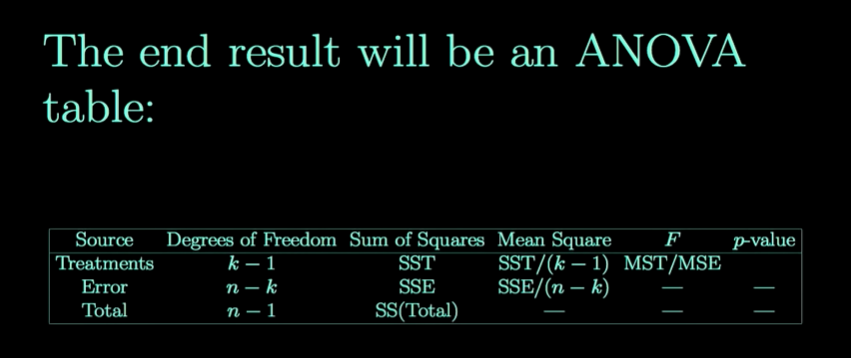 The end result will be an ANOVA
table:
Source Degrees of Freedom Sum of Squares Mean Square F p-value
Treatments k − 1 SST SST/(k − 1) MST/MSE
Error n − k SSE SSE/(n − k) — —
Total n − 1 SS(Total) — — —